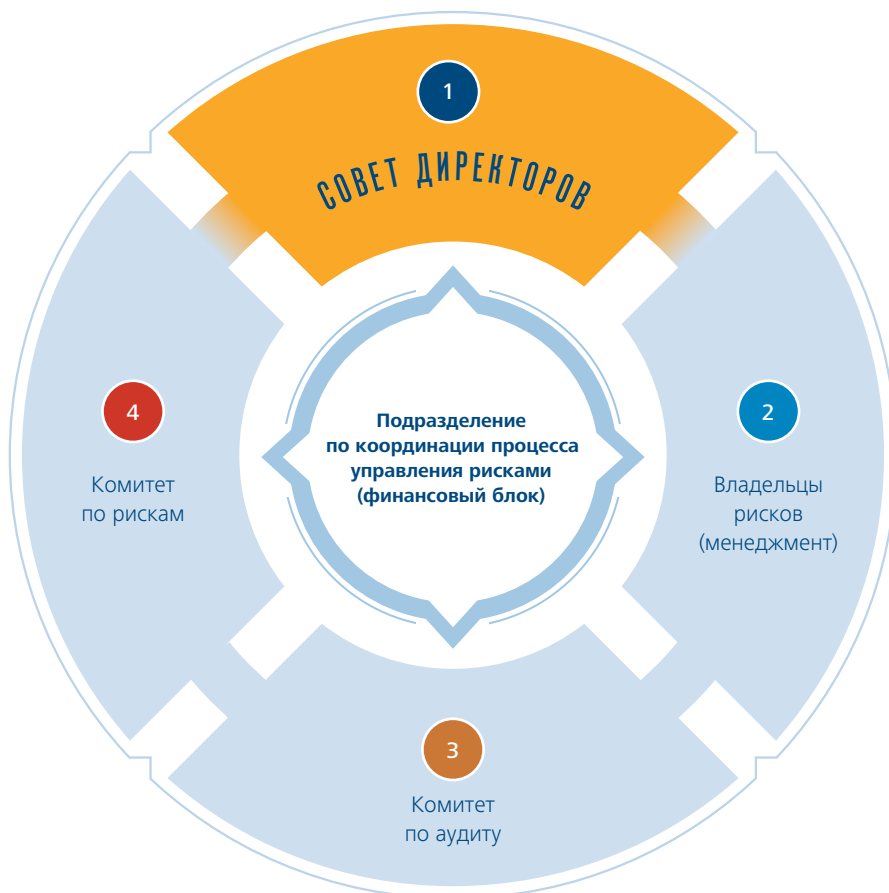 1
СОВЕТ ДИРЕКТОРОВ
4
Комитет
по рискам
Подразделение
по координации процесса
управления рисками
(финансовый блок)
2
Владельцы
рисков
(менеджмент)
3
Комитет
по аудиту